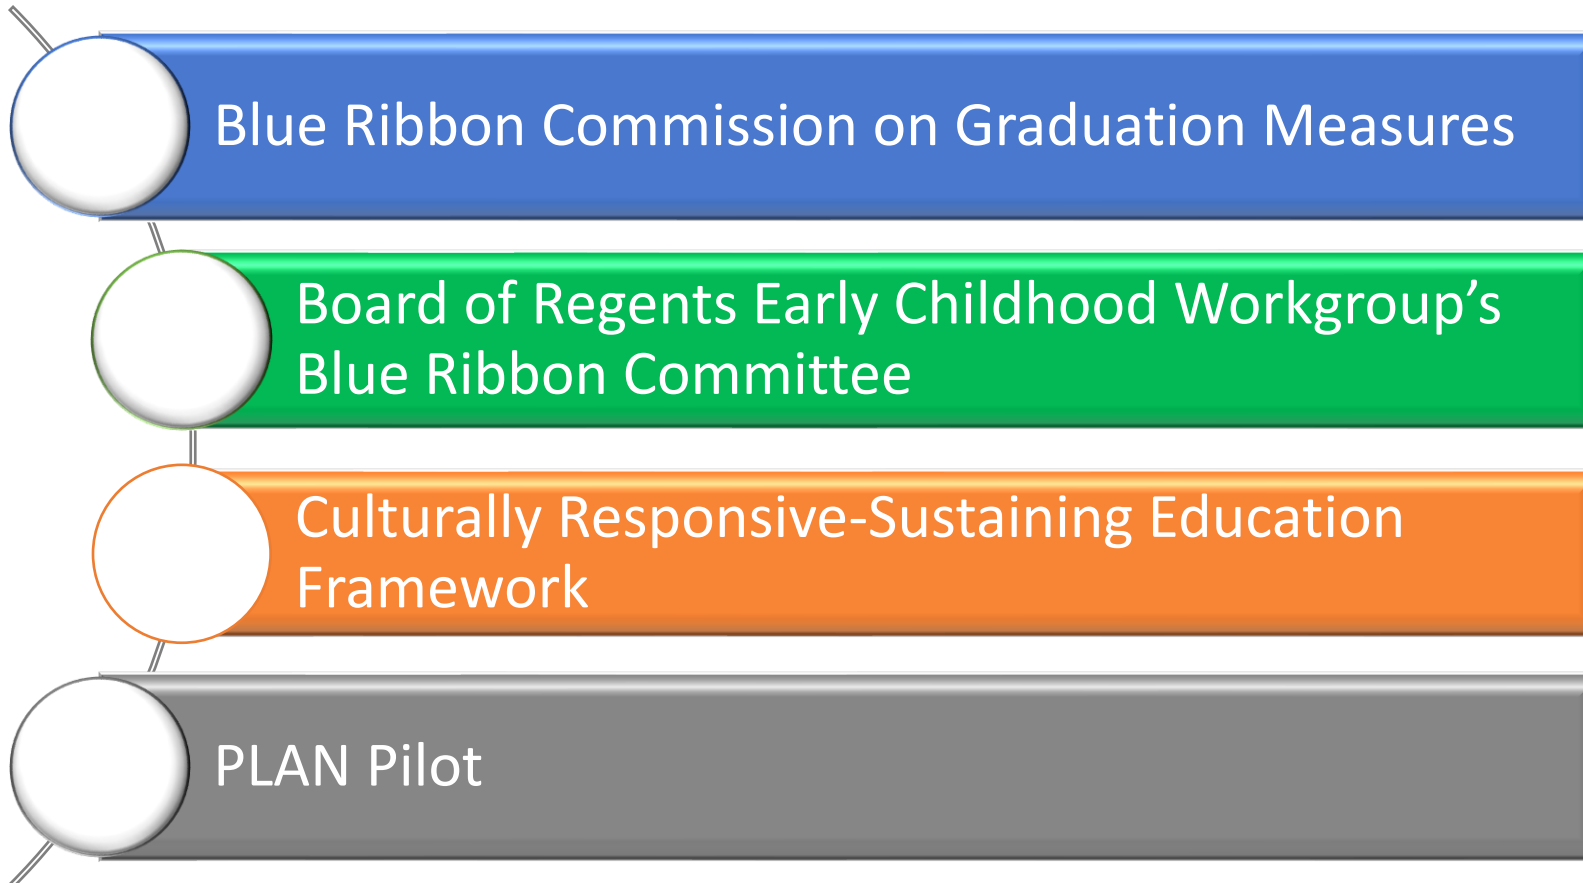 Blue Ribbon Commission on Graduation Measures
Board of Regents Early Childhood Workgroup’s
Blue Ribbon Committee
Culturally Responsive-Sustaining Education
Framework
PLAN Pilot